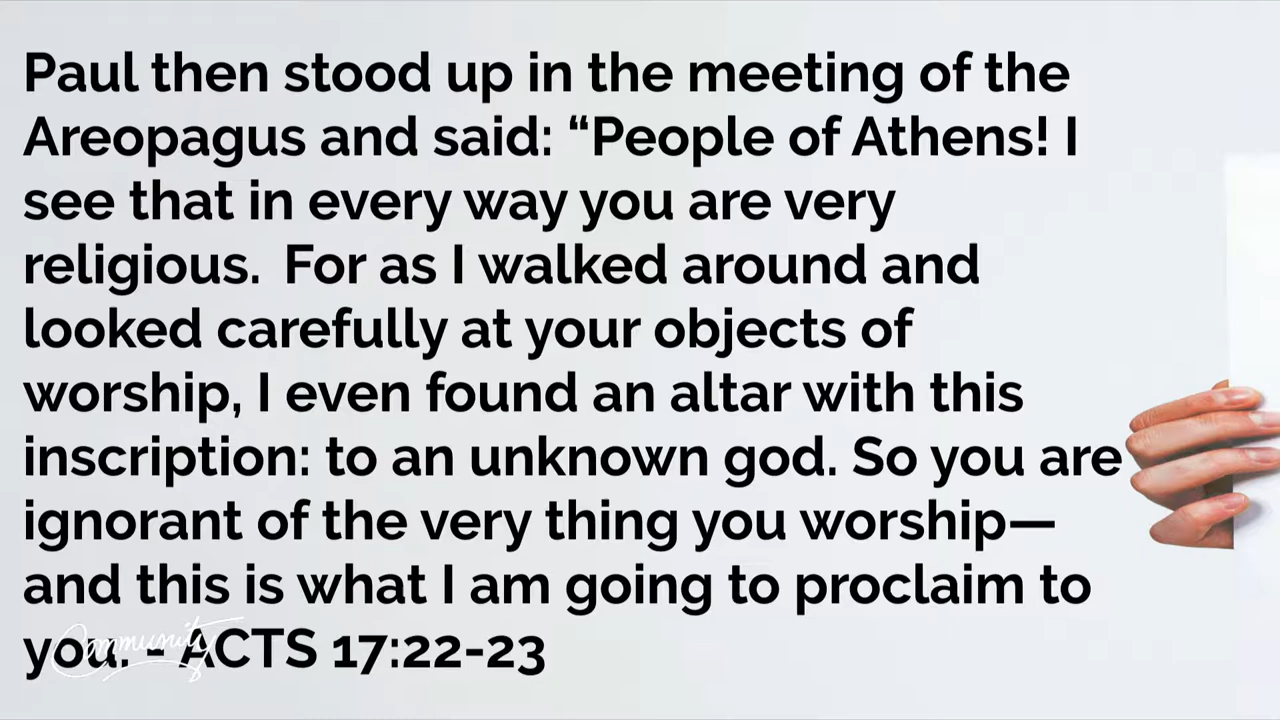 Paul then stood up in the meeting of the
Areopagus and said: “People of Athens! I
see that in every way you are very
religious.  For as I walked around and
looked carefully at your objects of
worship, I even found an altar with this
inscription: to an unknown god. So you are
ignorant of the very thing you worship—
and this is what I am going to proclaim to
you. - ACTS 17:22-23
Community